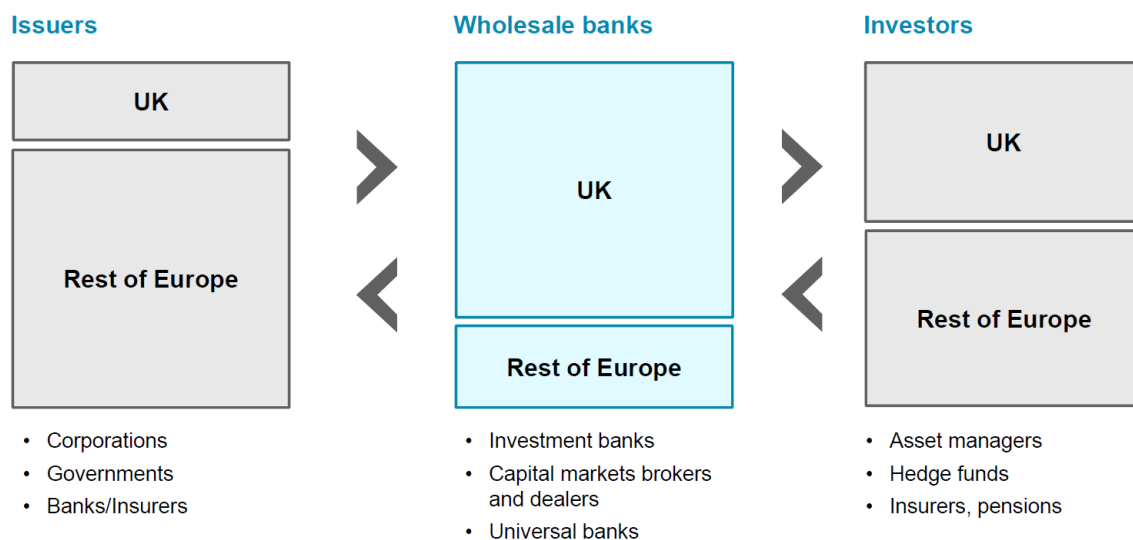 Issuers
UK
Rest of Europe
• Corporations
• Governments
• Banks/Insurers
Wholesale banks
UK
Rest of Europe
• Investment banks
• Capital markets brokers
and dealers
• Universal banks
Investors
UK
Rest of Europe
• Asset managers
• Hedge funds
• Insurers, pensions